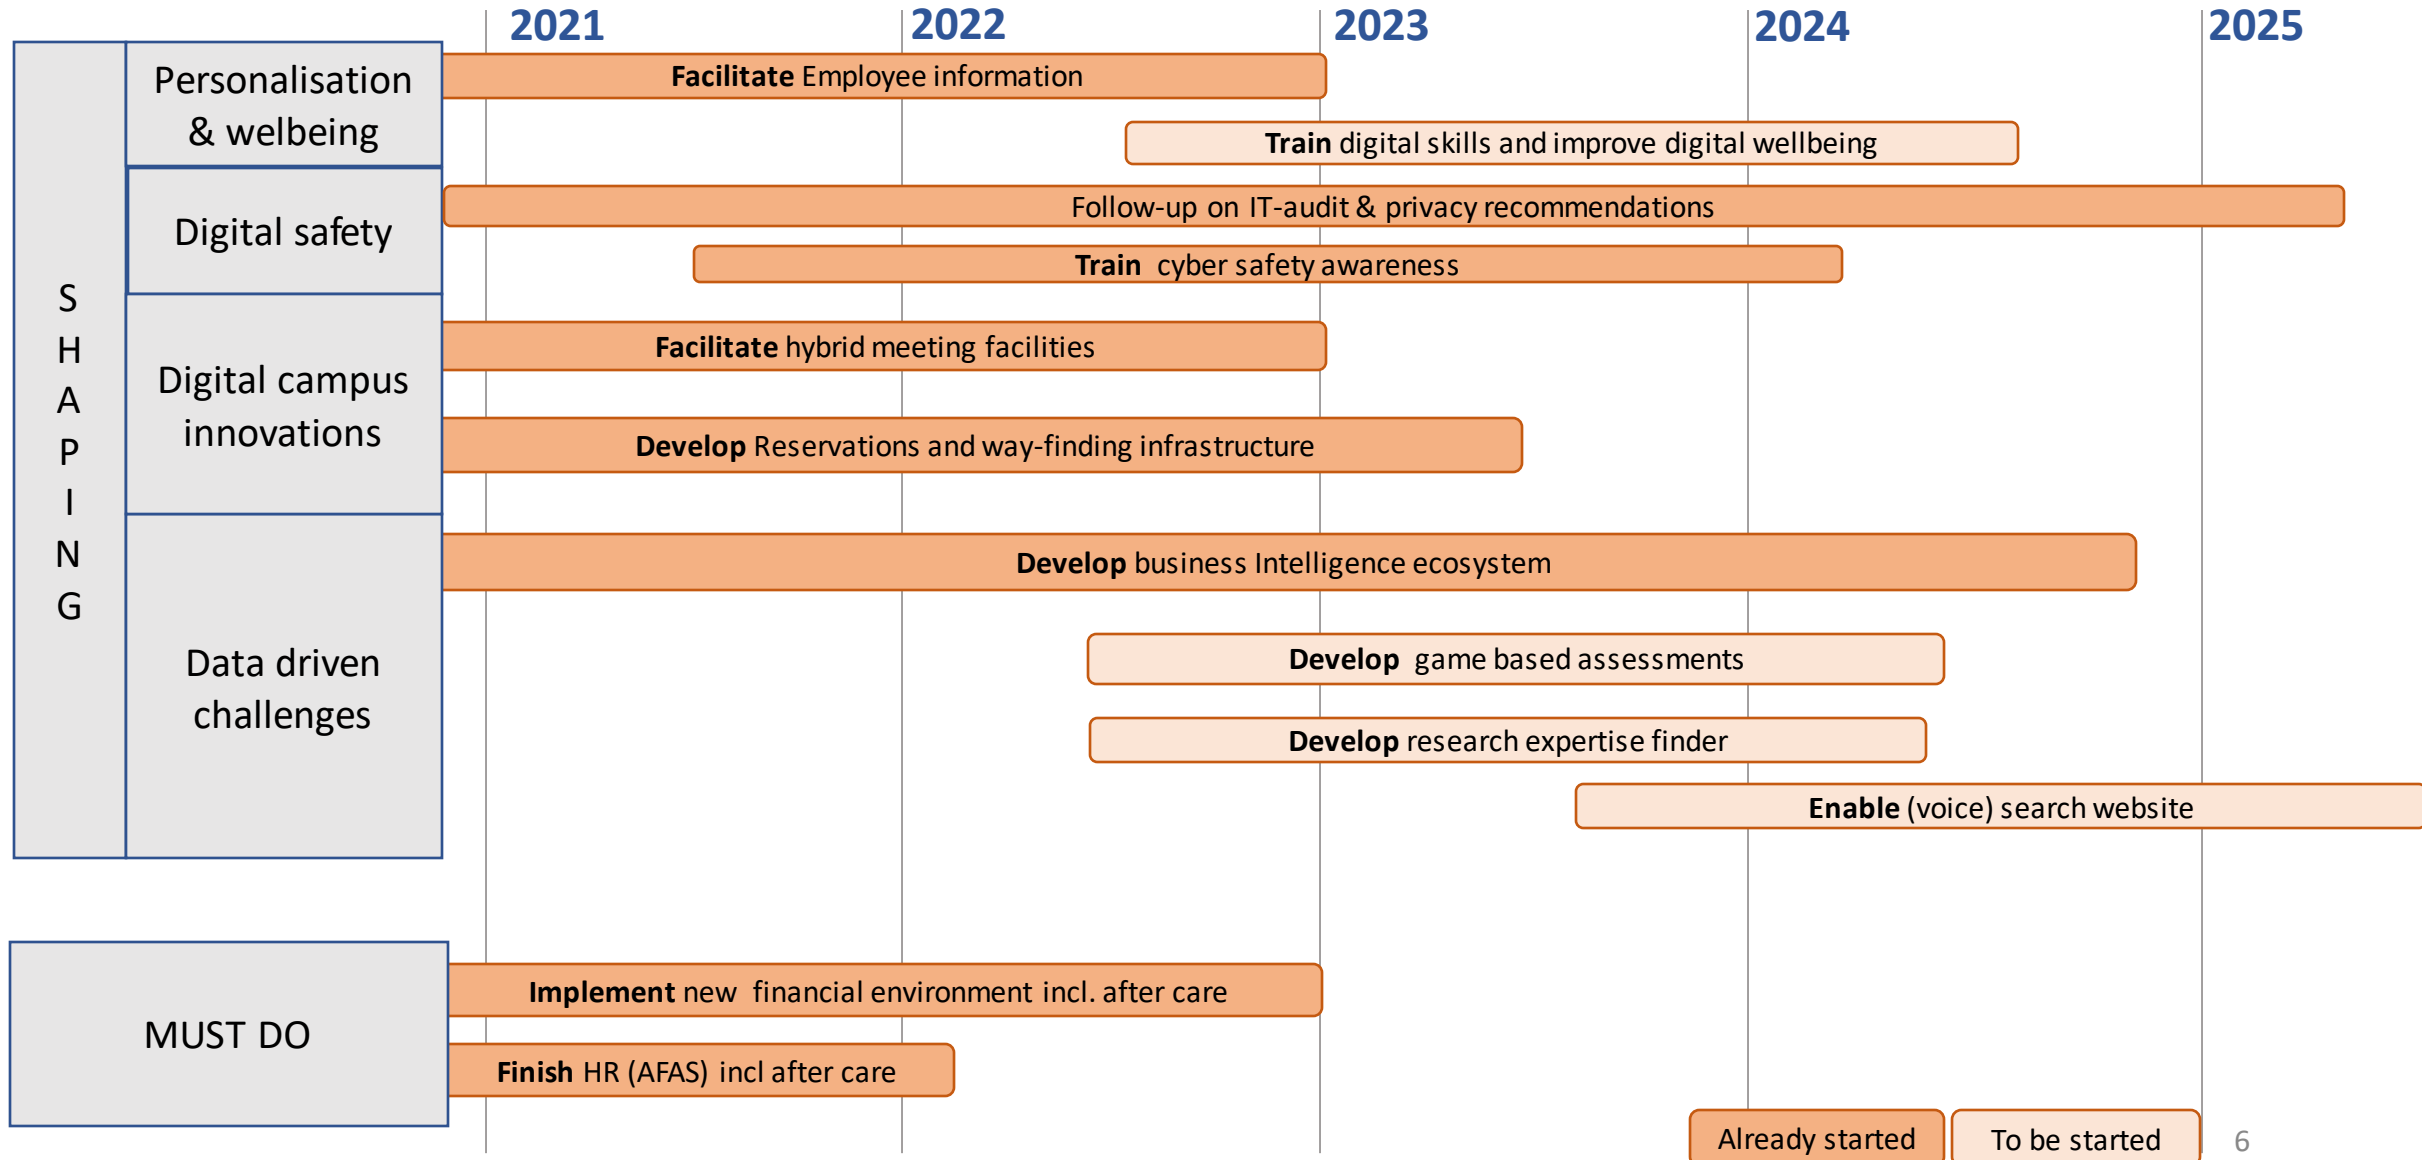 2021 2022 2023 2024 2025
SHAPING
Personalisation
& welbeing
Facilitate Employee information
Train digital skills and improve digital wellbeing
Digital safety
Follow-up on IT-audit & privacy recommendations
Train cyber safety awareness
Digital campus
innovations
Facilitate hybrid meeting facilities
Develop Reservations and way-finding infrastructure
Data driven
challenges
Develop business Intelligence ecosystem
Develop game based assessments
Develop research expertise finder
Enable (voice) search website
MUST DO
Implement new financial environment incl. after care
Finish HR (AFAS) incl after care
Already started
To be started
6